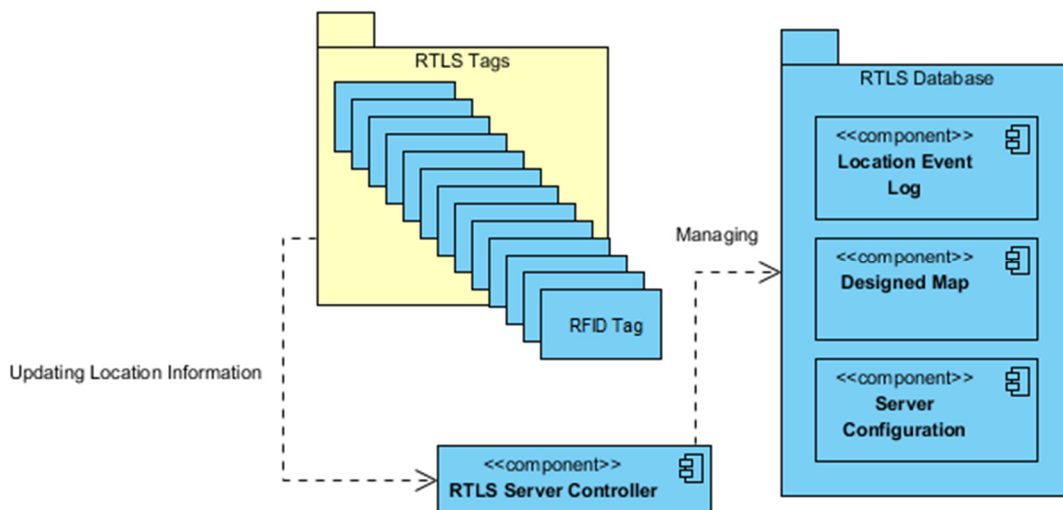 RTLS Tags
RFID Tag
Updating Location Information
<<component>>
RTLS Server Controller
Managing
RTLS Database
<<component>>
Location Event
Log
<<component>>
Designed Map
<<component>>
Server
Configuration